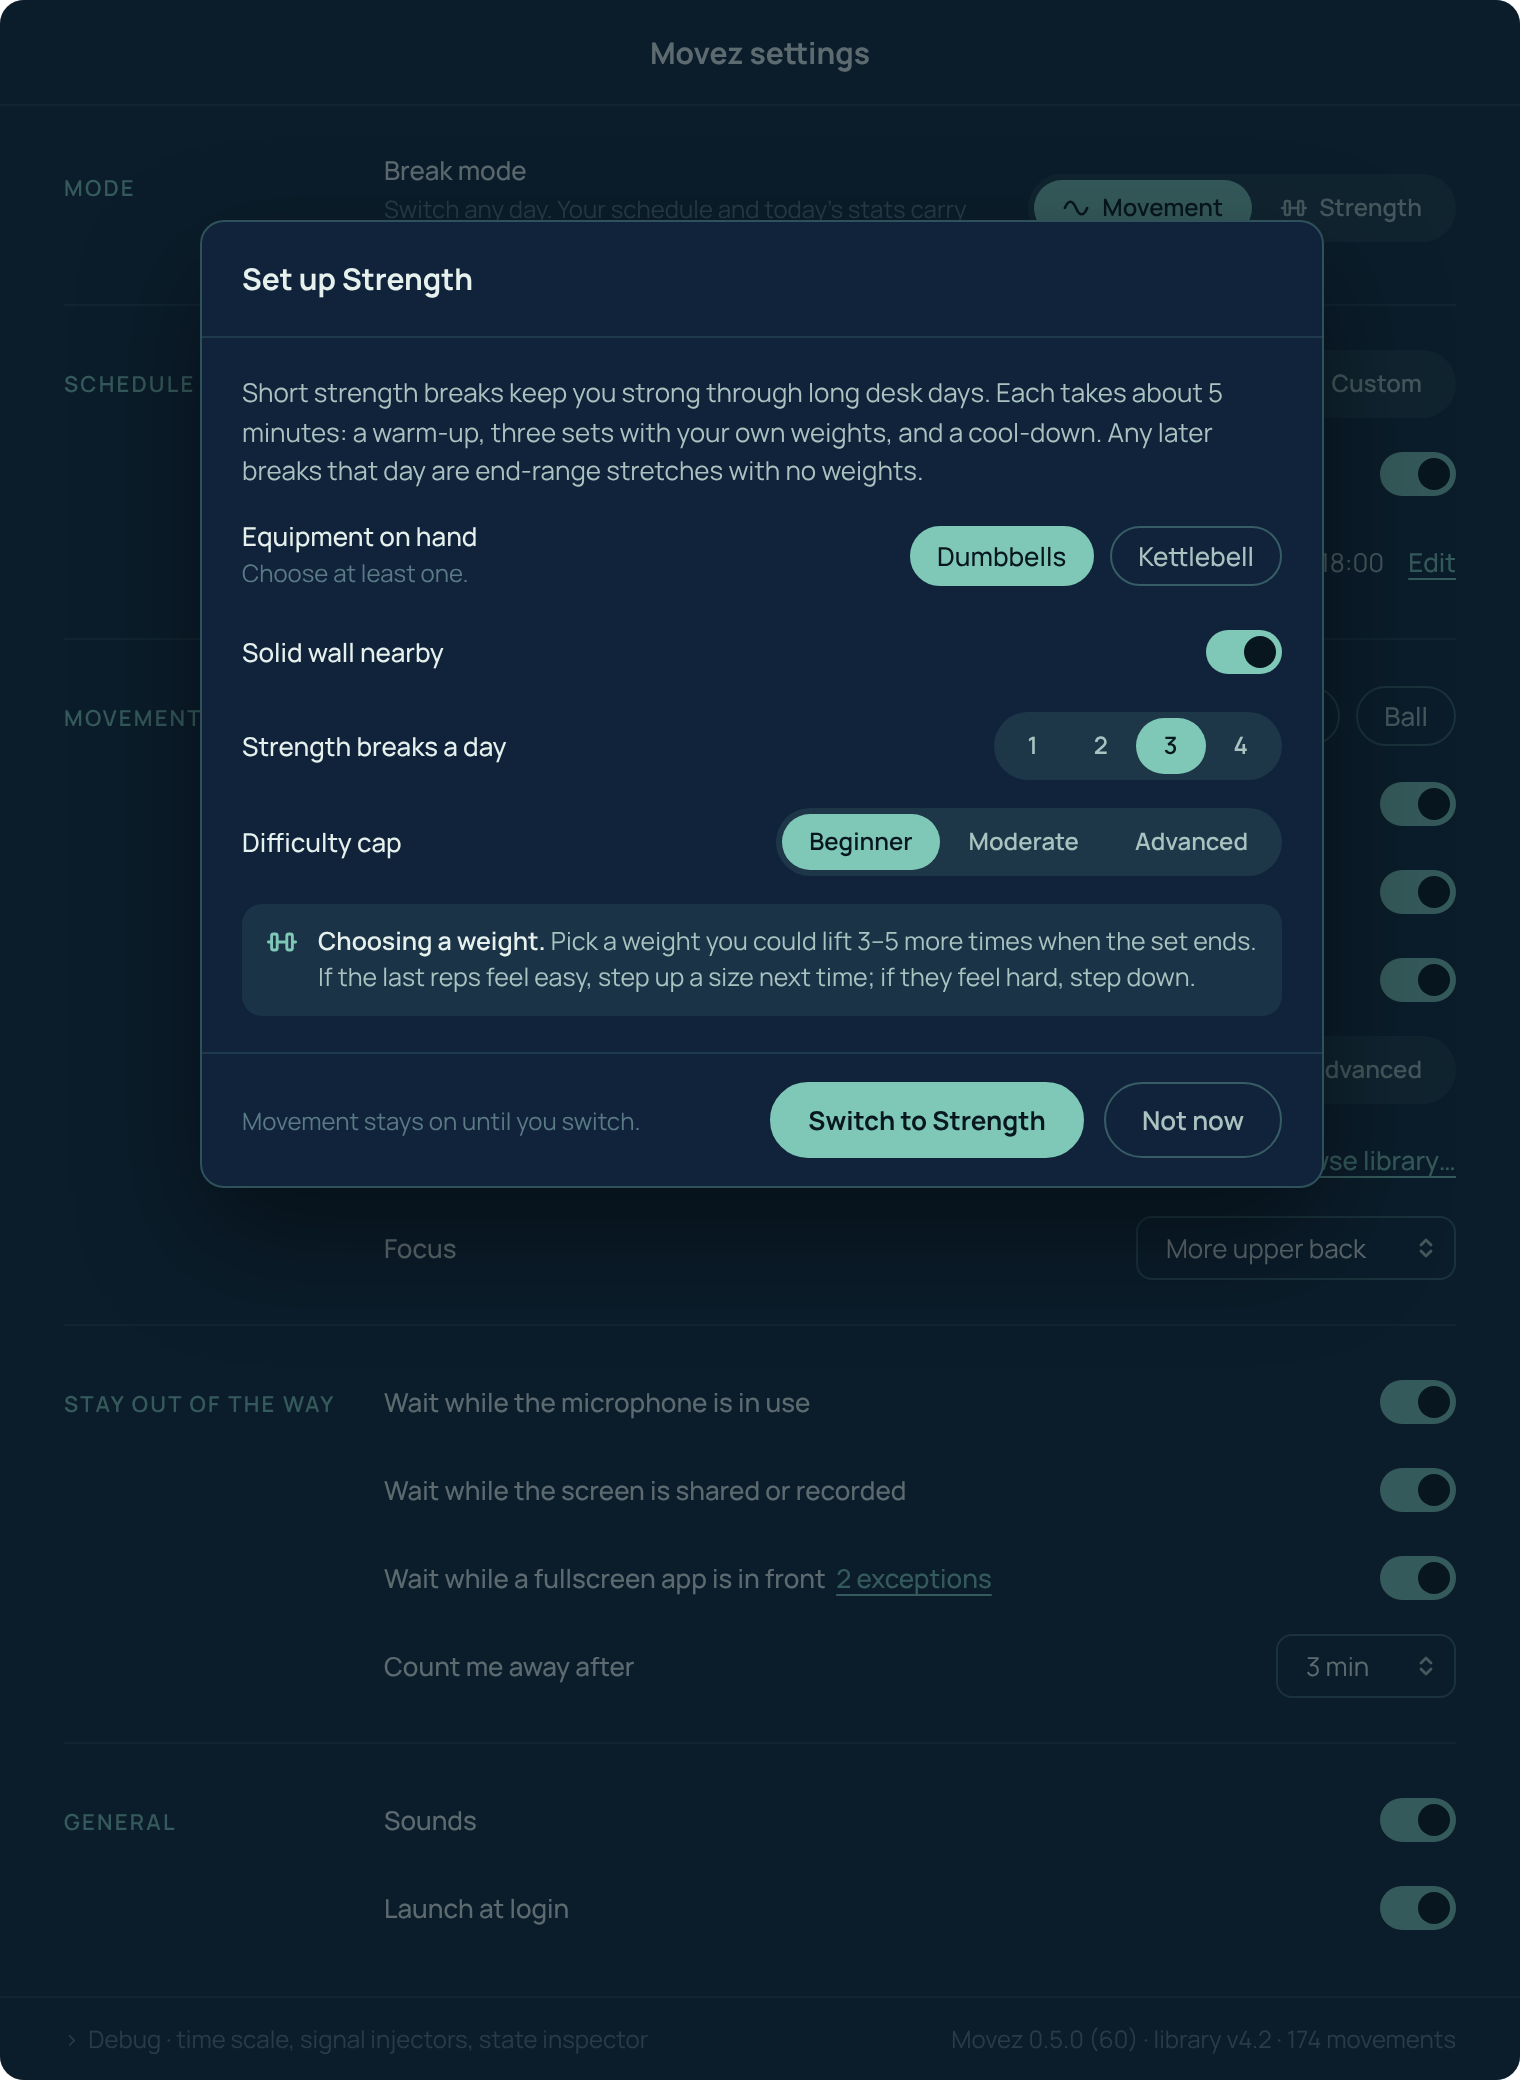 Movez settings
MODE
Break mode
Switch any day. Your schedule and today's stats carry
Movement
Strength
Set up Strength
Short strength breaks keep you strong through long desk days. Each takes about 5
minutes: a warm-up, three sets with your own weights, and a cool-down. Any later
breaks that day are end-range stretches with no weights.
Equipment on hand
Choose at least one.
Dumbbells
Kettlebell
Solid wall nearby
Strength breaks a day
1 2 3 4
Difficulty cap
Beginner Moderate Advanced
Choosing a weight. Pick a weight you could lift 3–5 more times when the set ends.
If the last reps feel easy, step up a size next time; if they feel hard, step down.
Movement stays on until you switch.
Switch to Strength
Not now
SCHEDULE
Custom
18:00 Edit
MOVEMENT
Ball
library…
Focus
More upper back
STAY OUT OF THE WAY
Wait while the microphone is in use
Wait while the screen is shared or recorded
Wait while a fullscreen app is in front 2 exceptions
Count me away after
3 min
GENERAL
Sounds
Launch at login
› Debug · time scale, signal injectors, state inspector
Movez 0.5.0 (60) · library v4.2 · 174 movements